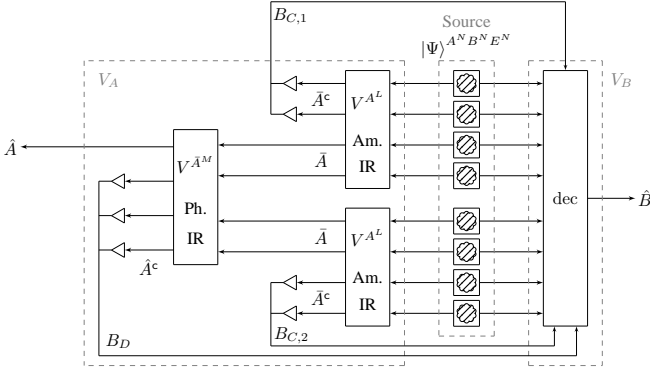 B_{C,1}
Source
|Ψ⟩^{A^N B^N E^N}
V_A
V_B
Ā^c
V^{A^L}
Â
V^{Ā^M}
Am.
Ā
IR
Ph.
dec
B̂
IR
Ā
V^{A^L}
Â^c
Am.
Ā^c
IR
B_D
B_{C,2}